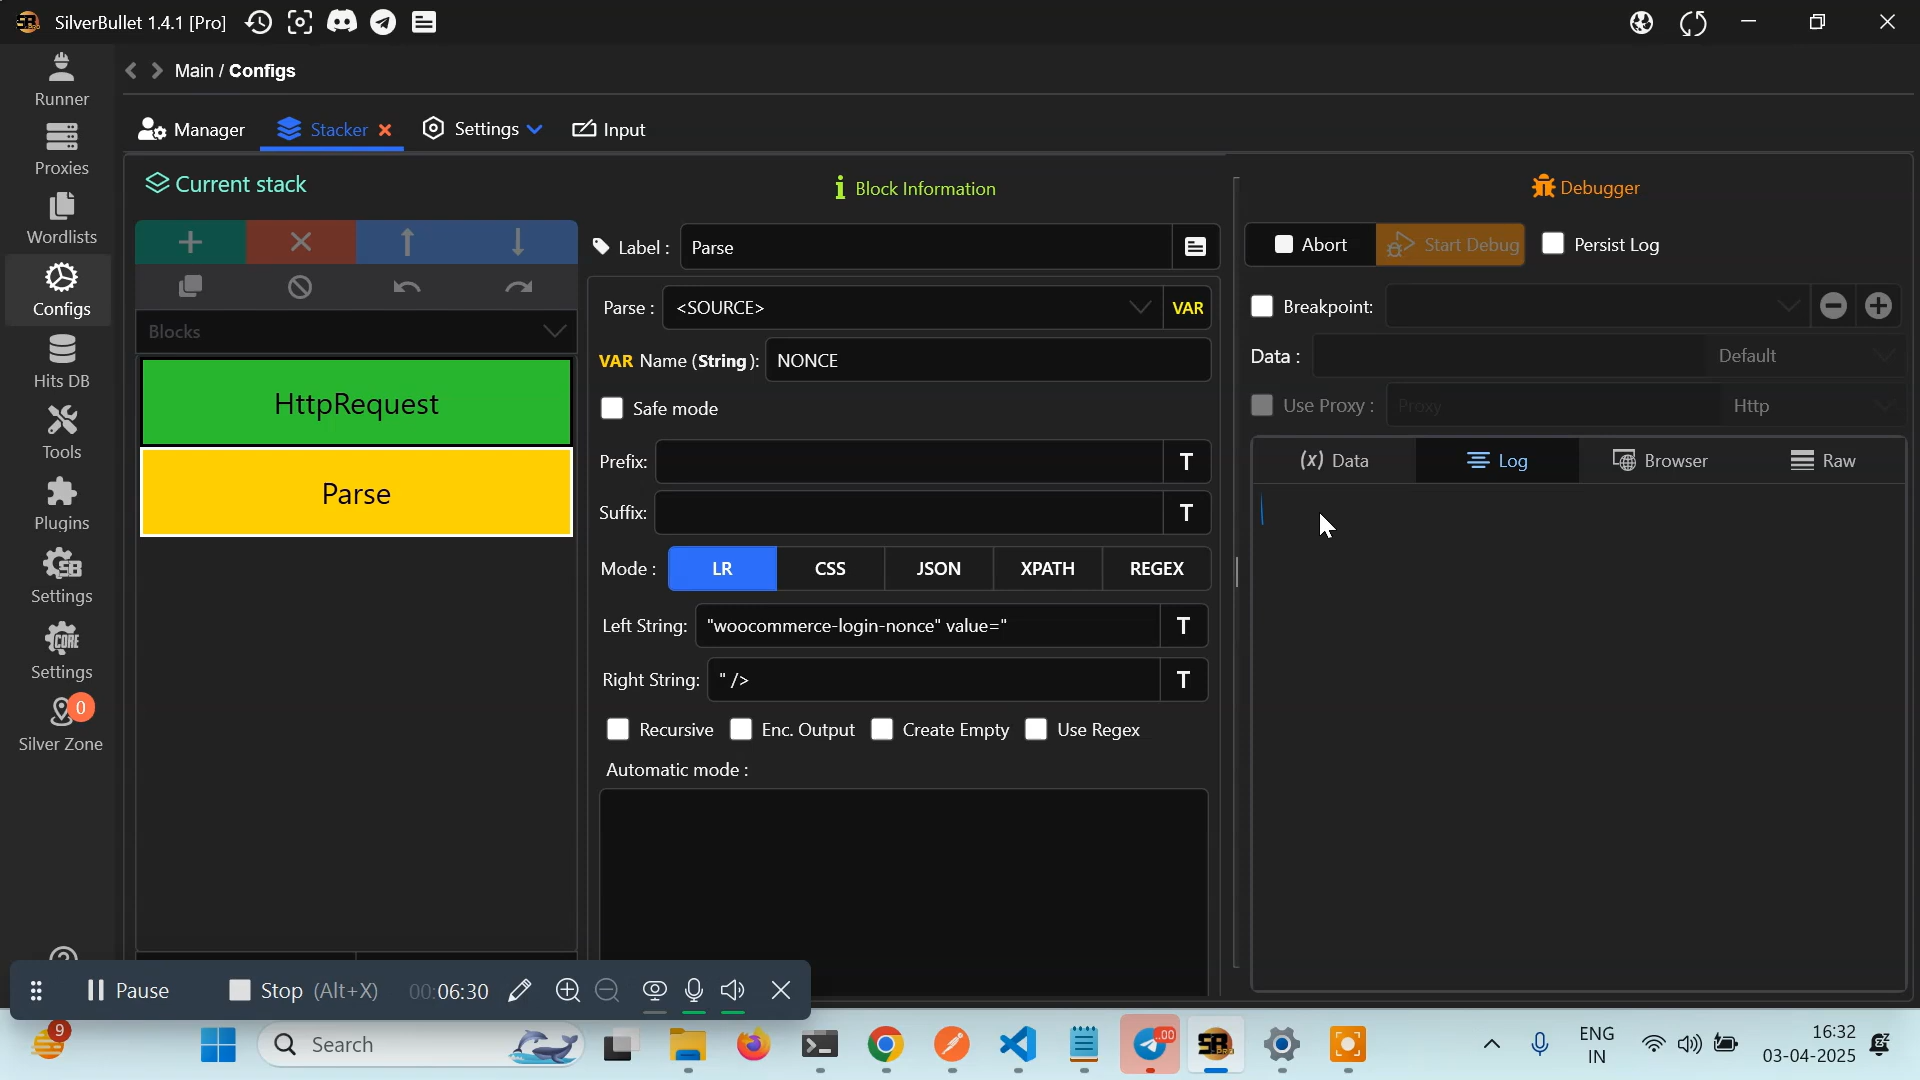 SilverBullet 1.4.1 [Pro]
Runner
Proxies
Wordlists
Configs
Hits DB
Tools
Plugins
Settings
Settings
Silver Zone
0
Main / Configs
Manager
Stacker
Settings
Input
Current stack
Blocks
HttpRequest
Parse
Block Information
Label :
Parse
Parse :
<SOURCE>
VAR
VAR Name (String):
NONCE
Safe mode
Prefix:
T
Suffix:
T
Mode :
LR
CSS
JSON
XPATH
REGEX
Left String:
"woocommerce-login-nonce" value="
T
Right String:
" />
T
Recursive
Enc. Output
Create Empty
Use Regex
Automatic mode :
Debugger
Abort
Start Debug
Persist Log
Breakpoint:
Data :
Default
Use Proxy :
Proxy
Http
(x) Data
Log
Browser
Raw
Pause
Stop (Alt+X)
00:06:30
9
Search
.00
ENG
IN
16:32
03-04-2025